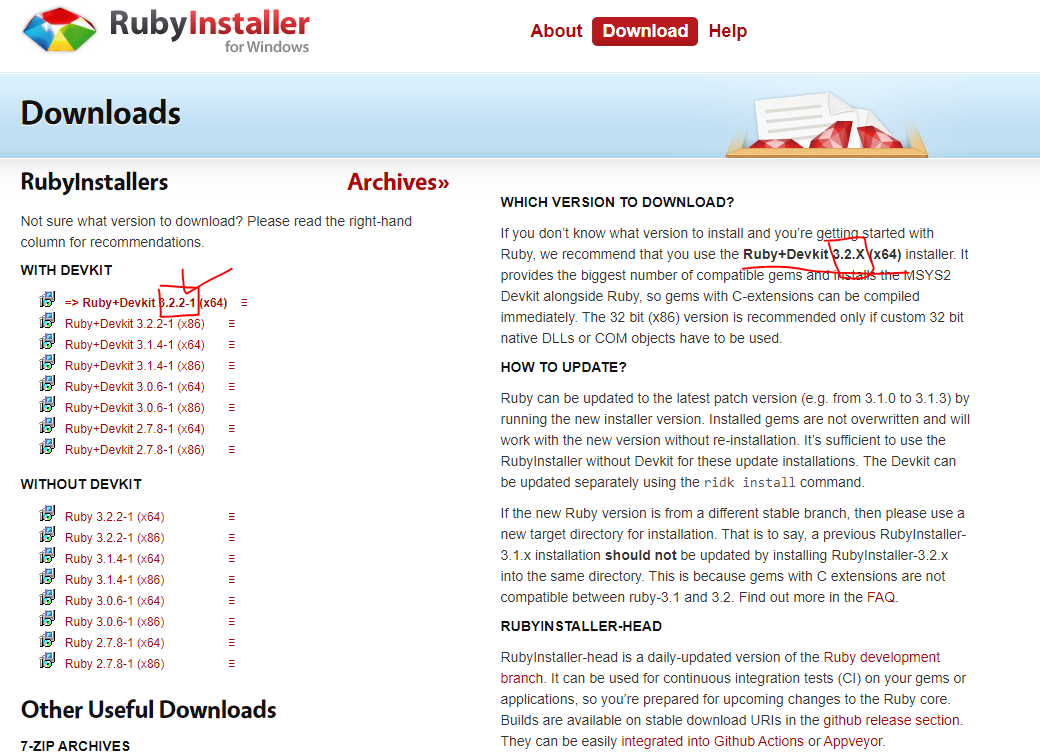 RubyInstaller
for Windows
About Download Help
Downloads
RubyInstallers Archives»
Not sure what version to download? Please read the right-hand
column for recommendations.
WITH DEVKIT
=> Ruby+Devkit 3.2.2-1 (x64)
Ruby+Devkit 3.2.2-1 (x86)
Ruby+Devkit 3.1.4-1 (x64)
Ruby+Devkit 3.1.4-1 (x86)
Ruby+Devkit 3.0.6-1 (x64)
Ruby+Devkit 3.0.6-1 (x86)
Ruby+Devkit 2.7.8-1 (x64)
Ruby+Devkit 2.7.8-1 (x86)
WITHOUT DEVKIT
Ruby 3.2.2-1 (x64)
Ruby 3.2.2-1 (x86)
Ruby 3.1.4-1 (x64)
Ruby 3.1.4-1 (x86)
Ruby 3.0.6-1 (x64)
Ruby 3.0.6-1 (x86)
Ruby 2.7.8-1 (x64)
Ruby 2.7.8-1 (x86)
Other Useful Downloads
7-ZIP ARCHIVES
WHICH VERSION TO DOWNLOAD?
If you don't know what version to install and you're getting started with
Ruby, we recommend that you use the Ruby+Devkit 3.2.X (x64) installer. It
provides the biggest number of compatible gems and installs the MSYS2
Devkit alongside Ruby, so gems with C-extensions can be compiled
immediately. The 32 bit (x86) version is recommended only if custom 32 bit
native DLLs or COM objects have to be used.
HOW TO UPDATE?
Ruby can be updated to the latest patch version (e.g. from 3.1.0 to 3.1.3) by
running the new installer version. Installed gems are not overwritten and will
work with the new version without re-installation. It's sufficient to use the
RubyInstaller without Devkit for these update installations. The Devkit can
be updated separately using the ridk install command.
If the new Ruby version is from a different stable branch, then please use a
new target directory for installation. That is to say, a previous RubyInstaller-
3.1.x installation should not be updated by installing RubyInstaller-3.2.x
into the same directory. This is because gems with C extensions are not
compatible between ruby-3.1 and 3.2. Find out more in the FAQ.
RUBYINSTALLER-HEAD
RubyInstaller-head is a daily-updated version of the Ruby development
branch. It can be used for continuous integration tests (CI) on your gems or
applications, so you're prepared for upcoming changes to the Ruby core.
Builds are available on stable download URIs in the github release section.
They can be easily integrated into Github Actions or Appveyor.